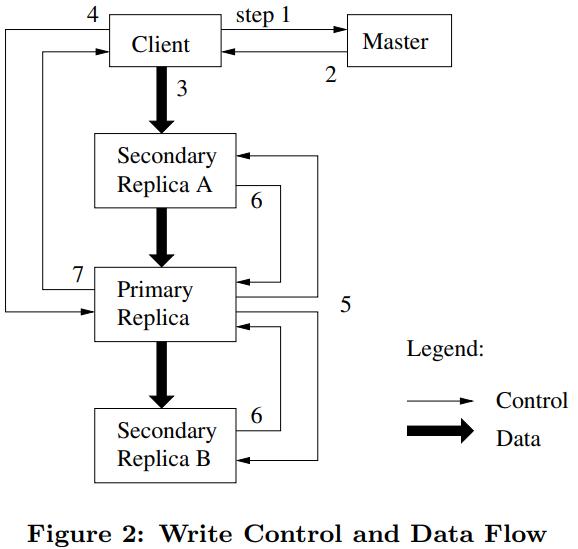 4
step 1
Client
Master
2
3
Secondary
Replica A
6
7
Primary
Replica
5
Legend:
Control
6
Secondary
Replica B
Data
Figure 2: Write Control and Data Flow